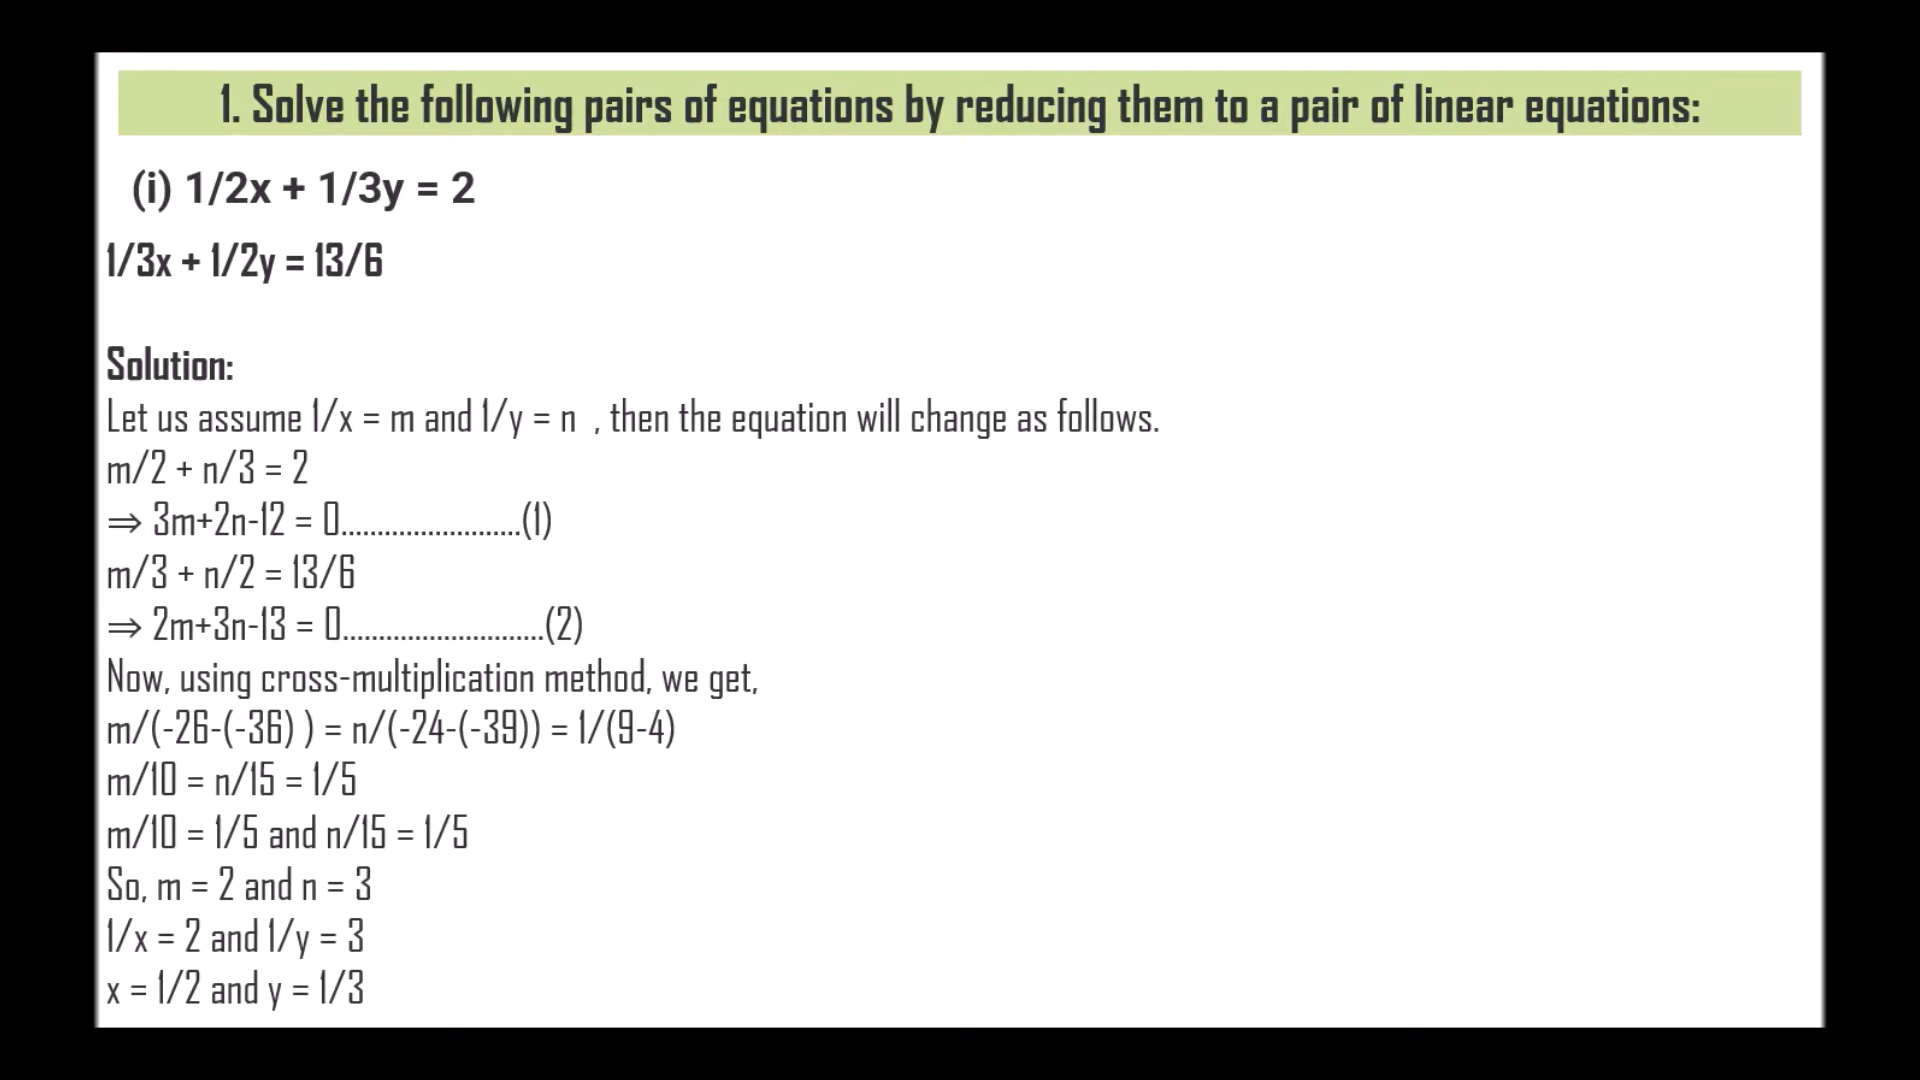 1. Solve the following pairs of equations by reducing them to a pair of linear equations:
(i) 1/2x + 1/3y = 2
1/3x + 1/2y = 13/6
Solution:
Let us assume 1/x = m and 1/y = n  , then the equation will change as follows.
m/2 + n/3 = 2
⇒ 3m+2n-12 = 0.........................(1)
m/3 + n/2 = 13/6
⇒ 2m+3n-13 = 0............................(2)
Now, using cross-multiplication method, we get,
m/(-26-(-36) ) = n/(-24-(-39)) = 1/(9-4)
m/10 = n/15 = 1/5
m/10 = 1/5 and n/15 = 1/5
So, m = 2 and n = 3
1/x = 2 and 1/y = 3
x = 1/2 and y = 1/3